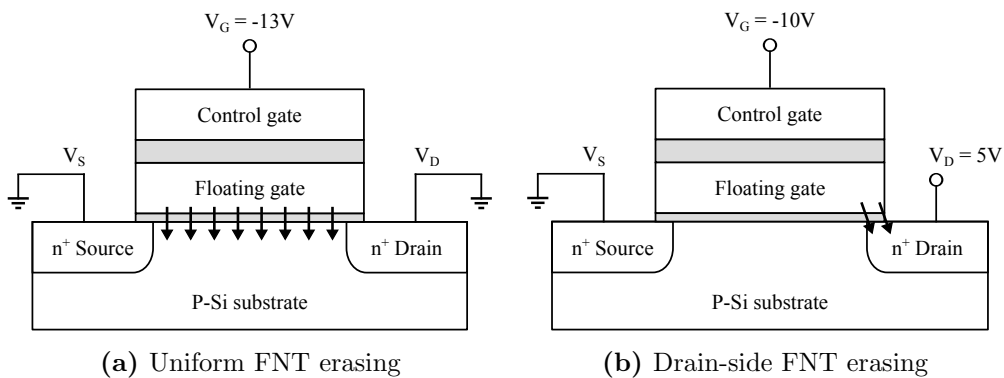 V_G = -13V
Control gate
V_S
V_D
Floating gate
n⁺ Source
n⁺ Drain
P-Si substrate
(a) Uniform FNT erasing
V_G = -10V
Control gate
V_S
V_D = 5V
Floating gate
n⁺ Source
n⁺ Drain
P-Si substrate
(b) Drain-side FNT erasing